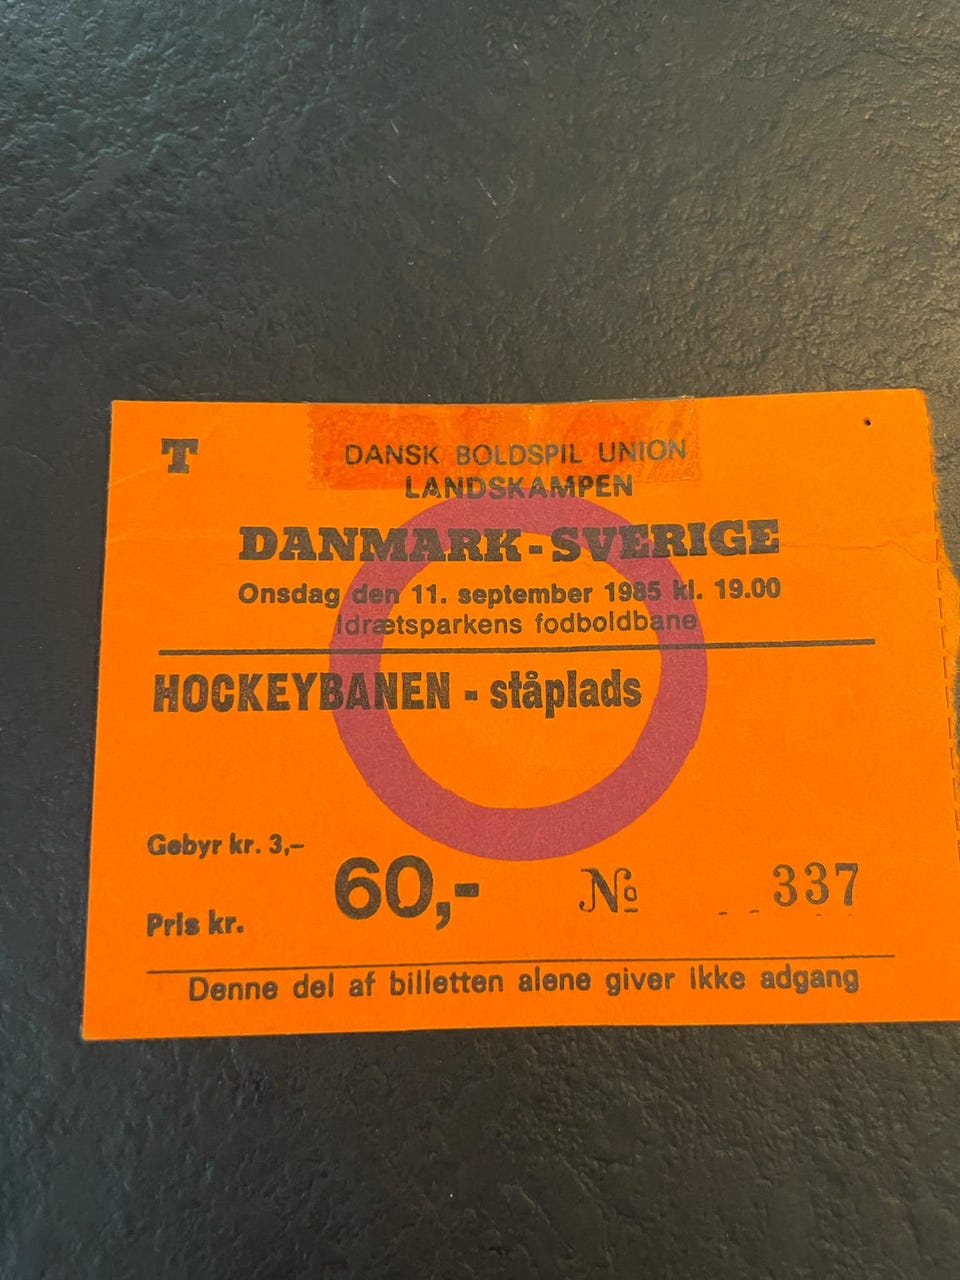 T
DANSK BOLDSPIL UNION
LANDSKAMPEN
DANMARK-SVERIGE
Onsdag den 11. september 1985 kl. 19.00
Idrætsparkens fodboldbane
HOCKEYBANEN - ståplads
Gebyr kr. 3,-
Pris kr. 60,- № 337
Denne del af billetten alene giver ikke adgang